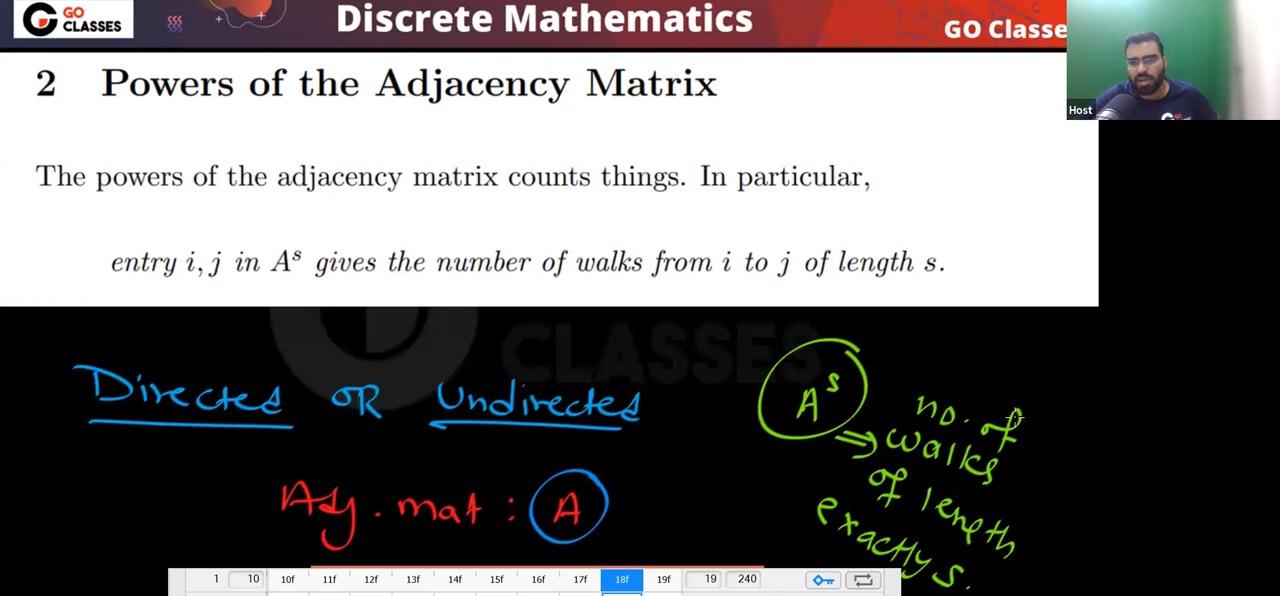 GO CLASSES
Discrete Mathematics
GO Classe
Host
2 Powers of the Adjacency Matrix
The powers of the adjacency matrix counts things. In particular,
entry i, j in Aˢ gives the number of walks from i to j of length s.
CLASSES
Directed OR Undirected
Adj. mat : A
Aˢ
⇒ no. of
walks
of length
exactly s.
1 10 10f 11f 12f 13f 14f 15f 16f 17f 18f 19f 19 240